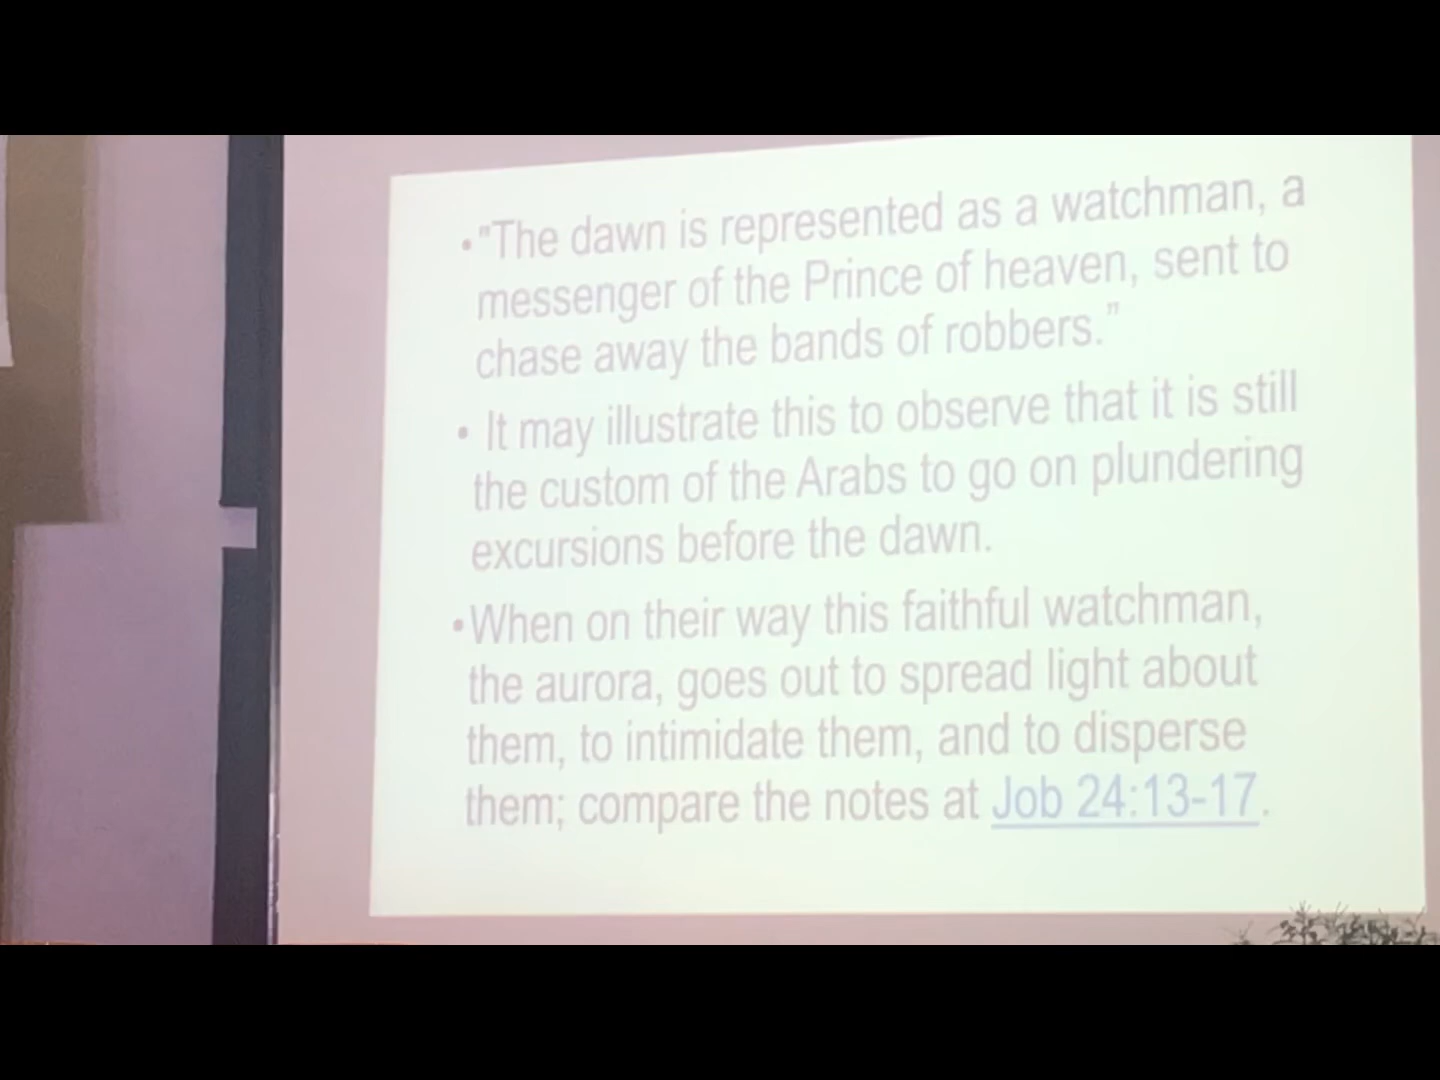 •"The dawn is represented as a watchman, a
messenger of the Prince of heaven, sent to
chase away the bands of robbers.”
• It may illustrate this to observe that it is still
the custom of the Arabs to go on plundering
excursions before the dawn.
•When on their way this faithful watchman,
the aurora, goes out to spread light about
them, to intimidate them, and to disperse
them; compare the notes at Job 24:13-17.